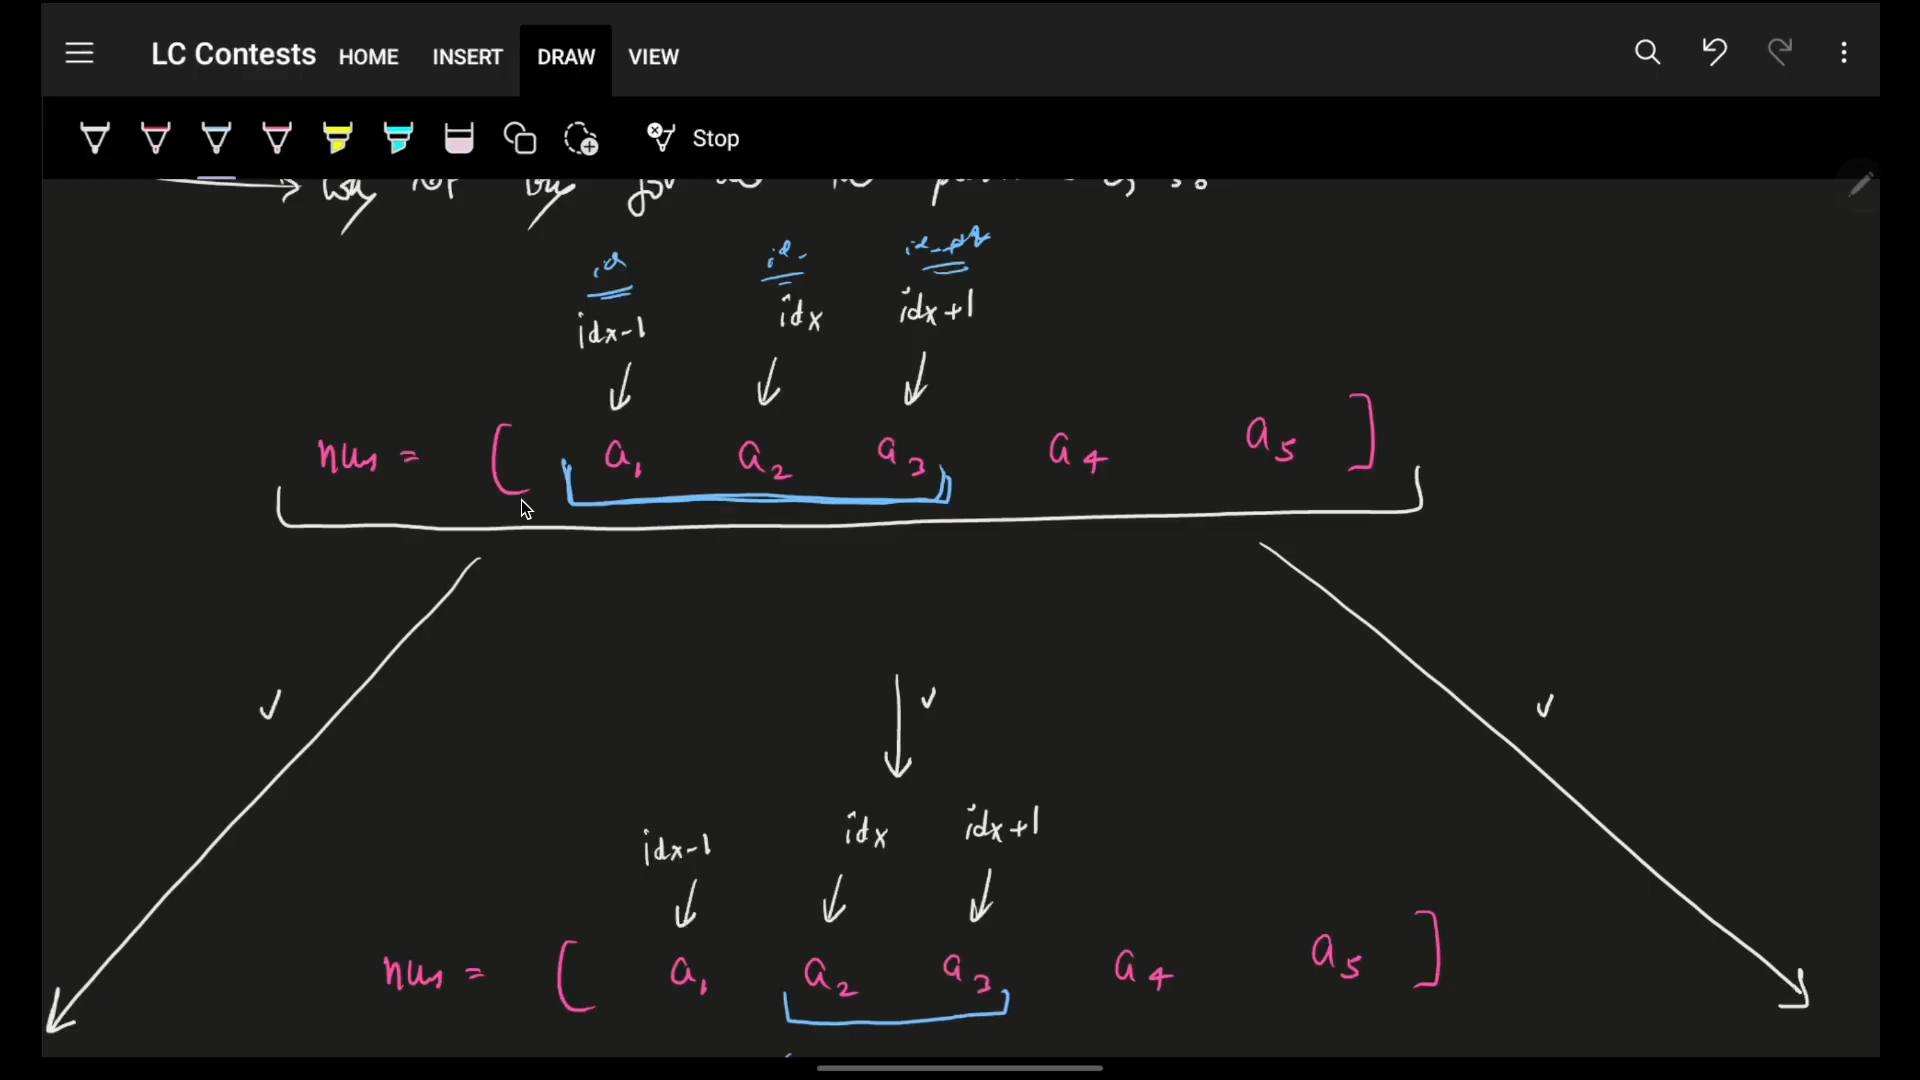 LC Contests HOME INSERT DRAW VIEW
Stop
idx-1 idx idx+1
nums = [ a1 a2 a3 a4 a5 ]
idx-1 idx idx+1
nums = [ a1 a2 a3 a4 a5 ]